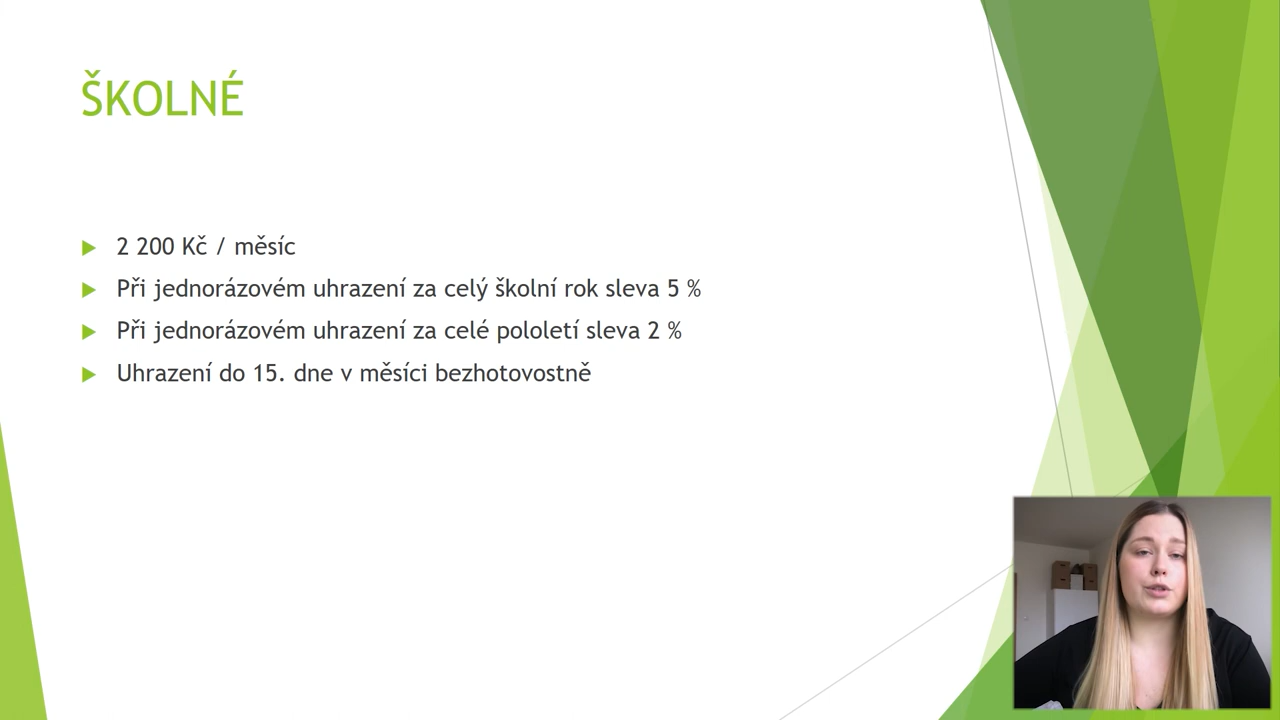 ŠKOLNÉ
2 200 Kč / měsíc
Při jednorázovém uhrazení za celý školní rok sleva 5 %
Při jednorázovém uhrazení za celé pololetí sleva 2 %
Uhrazení do 15. dne v měsíci bezhotovostně